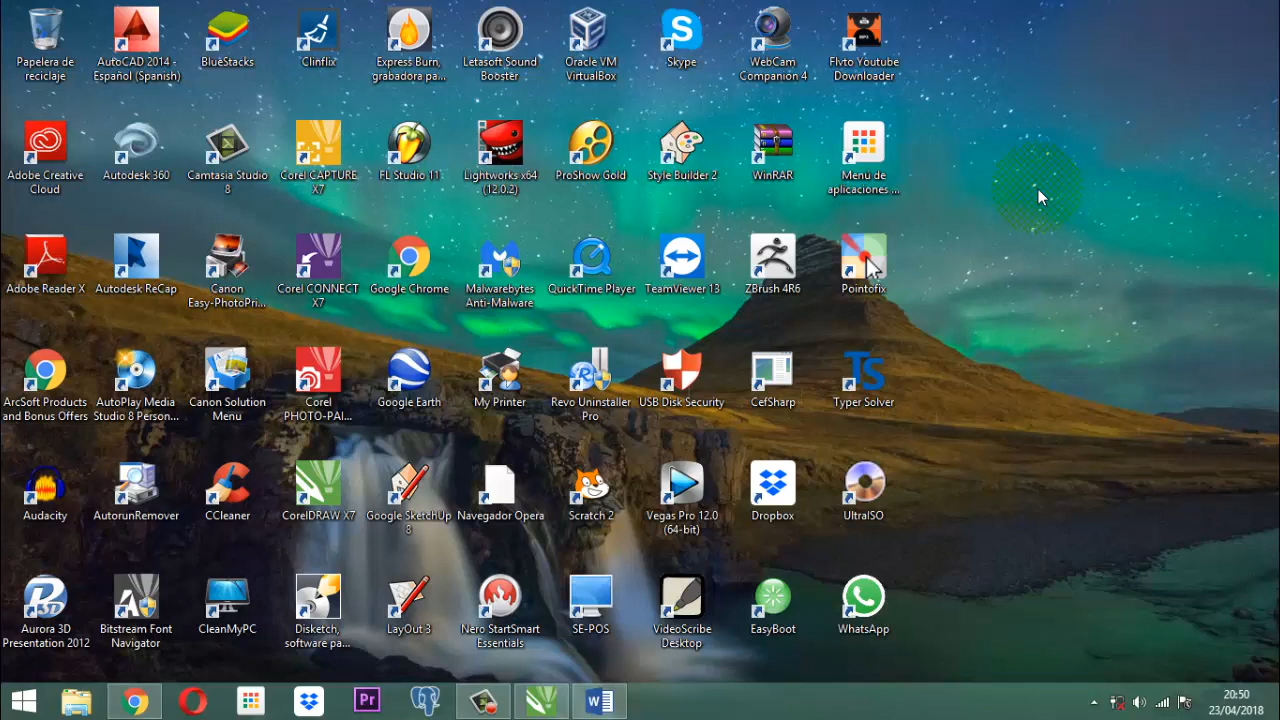 Papelera de
reciclaje
AutoCAD 2014 -
Español (Spanish)
BlueStacks
Clinflix
Express Burn,
grabadora pa...
Letasoft Sound
Booster
Oracle VM
VirtualBox
Skype
WebCam
Companion 4
Flvto Youtube
Downloader
Adobe Creative
Cloud
Autodesk 360
Camtasia Studio
8
Corel CAPTURE
X7
FL Studio 11
Lightworks x64
(12.0.2)
ProShow Gold
Style Builder 2
WinRAR
Menú de
aplicaciones ...
Adobe Reader X
Autodesk ReCap
Canon
Easy-PhotoPri...
Corel CONNECT
X7
Google Chrome
Malwarebytes
Anti-Malware
QuickTime Player
TeamViewer 13
ZBrush 4R6
Pointofix
ArcSoft Products
and Bonus Offers
AutoPlay Media
Studio 8 Person...
Canon Solution
Menu
Corel
PHOTO-PAI...
Google Earth
My Printer
Revo Uninstaller
Pro
USB Disk Security
CefSharp
TS
Typer Solver
Audacity
AutorunRemover
CCleaner
CorelDRAW X7
Google SketchUp
8
Navegador Opera
Scratch 2
Vegas Pro 12.0
(64-bit)
Dropbox
UltraISO
Aurora 3D
Presentation 2012
Bitstream Font
Navigator
CleanMyPC
Disketch,
software pa...
LayOut 3
Nero StartSmart
Essentials
SE-POS
VideoScribe
Desktop
EasyBoot
WhatsApp
Pr
W
20:50
23/04/2018